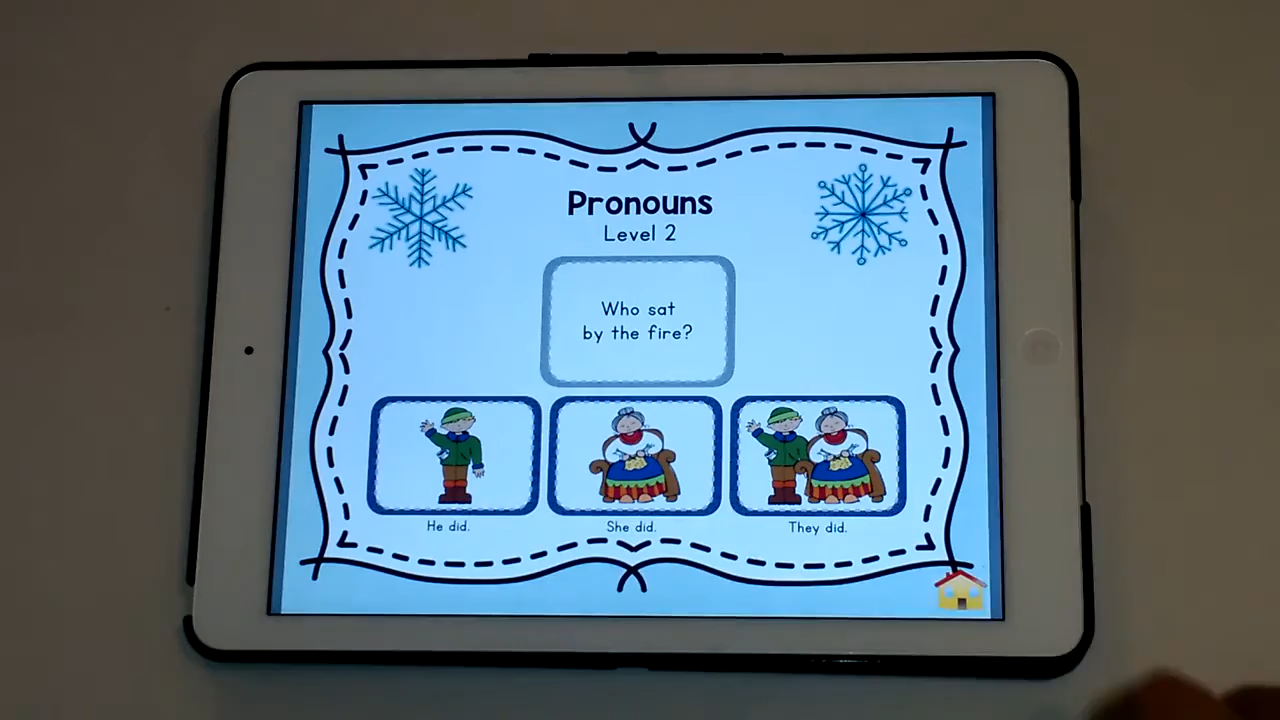 Pronouns
Level 2
Who sat
by the fire?
He did.
She did.
They did.